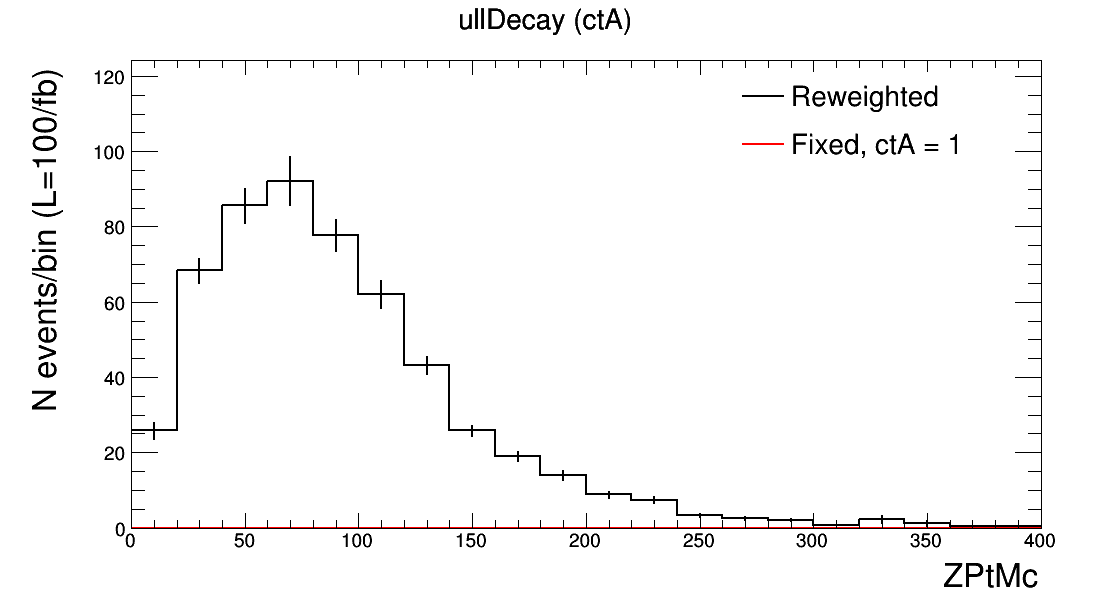 ullDecay (ctA)
N events/bin (L=100/fb)
120
100
80
60
40
20
0
Reweighted
Fixed, ctA = 1
0 50 100 150 200 250 300 350 400
ZPtMc